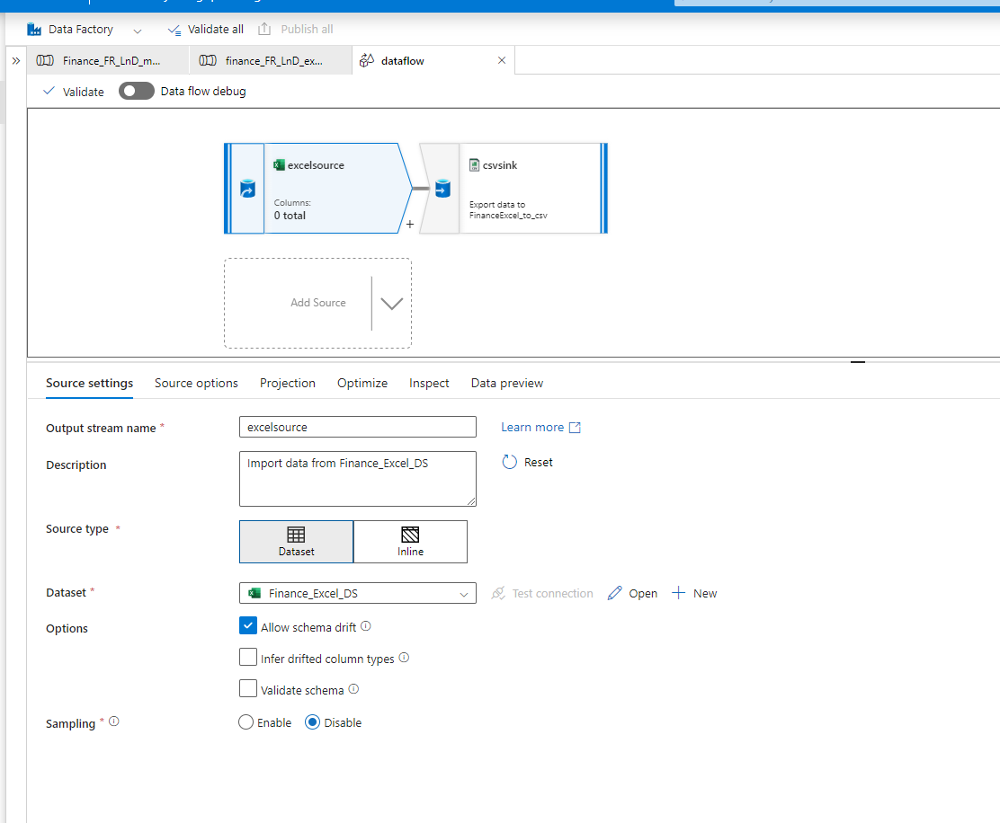 Data Factory
Validate all
Publish all
Finance_FR_LnD_m...
finance_FR_LnD_ex...
dataflow
Validate
Data flow debug
excelsource
Columns:
0 total
csvsink
Export data to
FinanceExcel_to_csv
Add Source
Source settings
Source options
Projection
Optimize
Inspect
Data preview
Output stream name *
excelsource
Learn more
Description
Import data from Finance_Excel_DS
Reset
Source type *
Dataset
Inline
Dataset *
Finance_Excel_DS
Test connection
Open
New
Options
Allow schema drift
Infer drifted column types
Validate schema
Sampling *
Enable
Disable